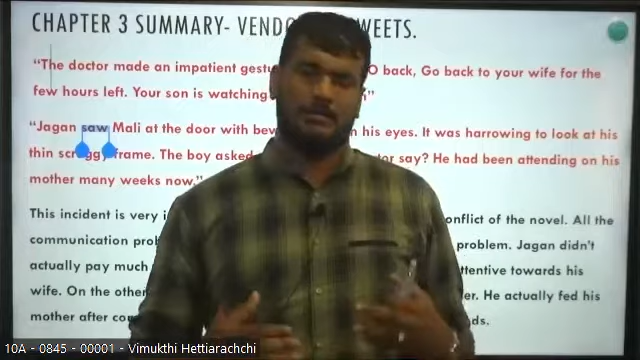 CHAPTER 3 SUMMARY- VENDO WEETS.
"The doctor made an impatient gestu O back, Go back to your wife for the
few hours left. Your son is watching
"Jagan saw Mali at the door with bew n his eyes. It was harrowing to look at his
thin scraggy frame. The boy asked tor say? He had been attending on his
mother many weeks now."
This incident is very i onflict of the novel. All the
communication prob problem. Jagan didn't
actually pay much ttentive towards his
wife. On the other er. He actually fed his
mother after co ds.
10A - 0845 - 00001 - Vimukthi Hettiarachchi